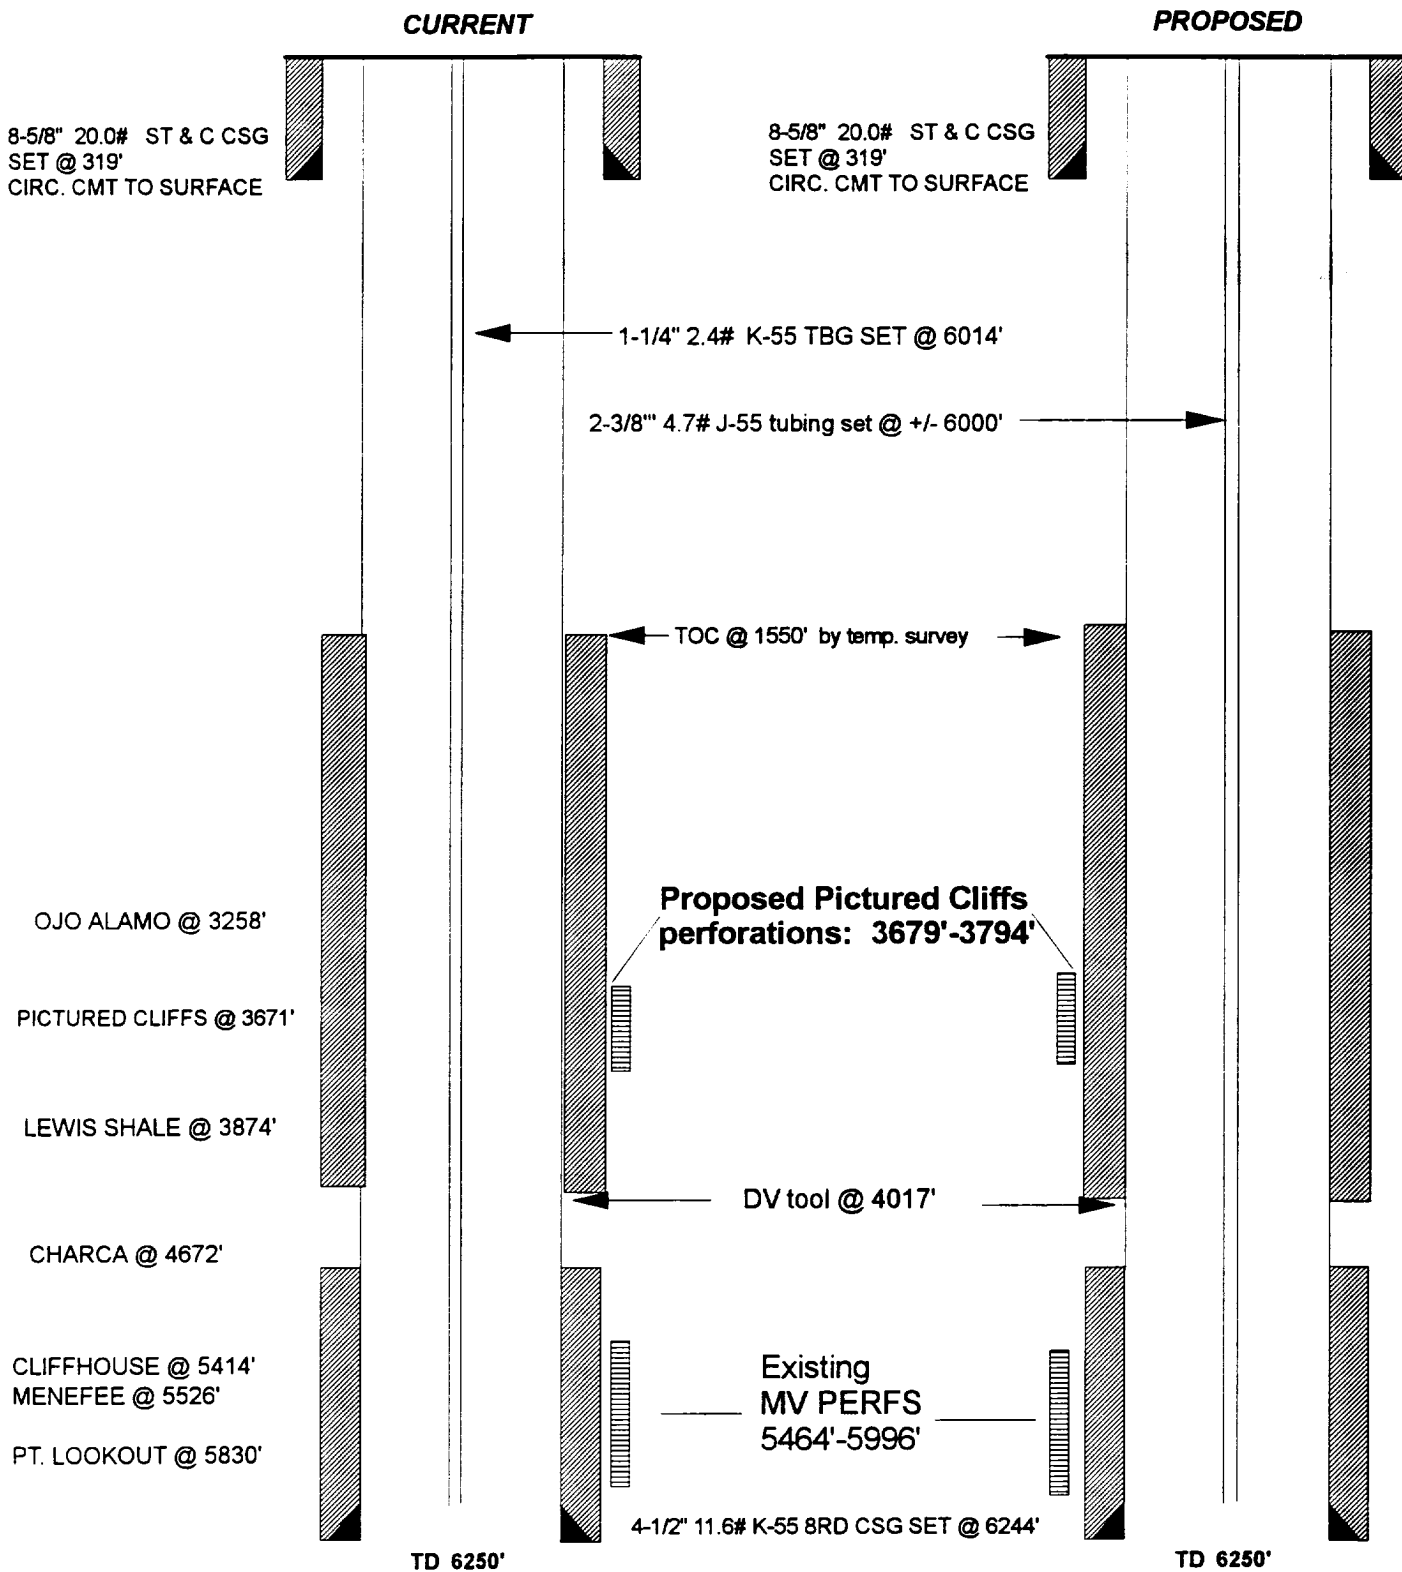 CURRENT
PROPOSED
8-5/8" 20.0# ST & C CSG
SET @ 319'
CIRC. CMT TO SURFACE
8-5/8" 20.0# ST & C CSG
SET @ 319'
CIRC. CMT TO SURFACE
1-1/4" 2.4# K-55 TBG SET @ 6014'
2-3/8"' 4.7# J-55 tubing set @ +/- 6000'
TOC @ 1550' by temp. survey
OJO ALAMO @ 3258'
Proposed Pictured Cliffs
perforations: 3679'-3794'
PICTURED CLIFFS @ 3671'
LEWIS SHALE @ 3874'
DV tool @ 4017'
CHARCA @ 4672'
CLIFFHOUSE @ 5414'
MENEFEE @ 5526'
PT. LOOKOUT @ 5830'
Existing
MV PERFS
5464'-5996'
4-1/2" 11.6# K-55 8RD CSG SET @ 6244'
TD 6250'
TD 6250'